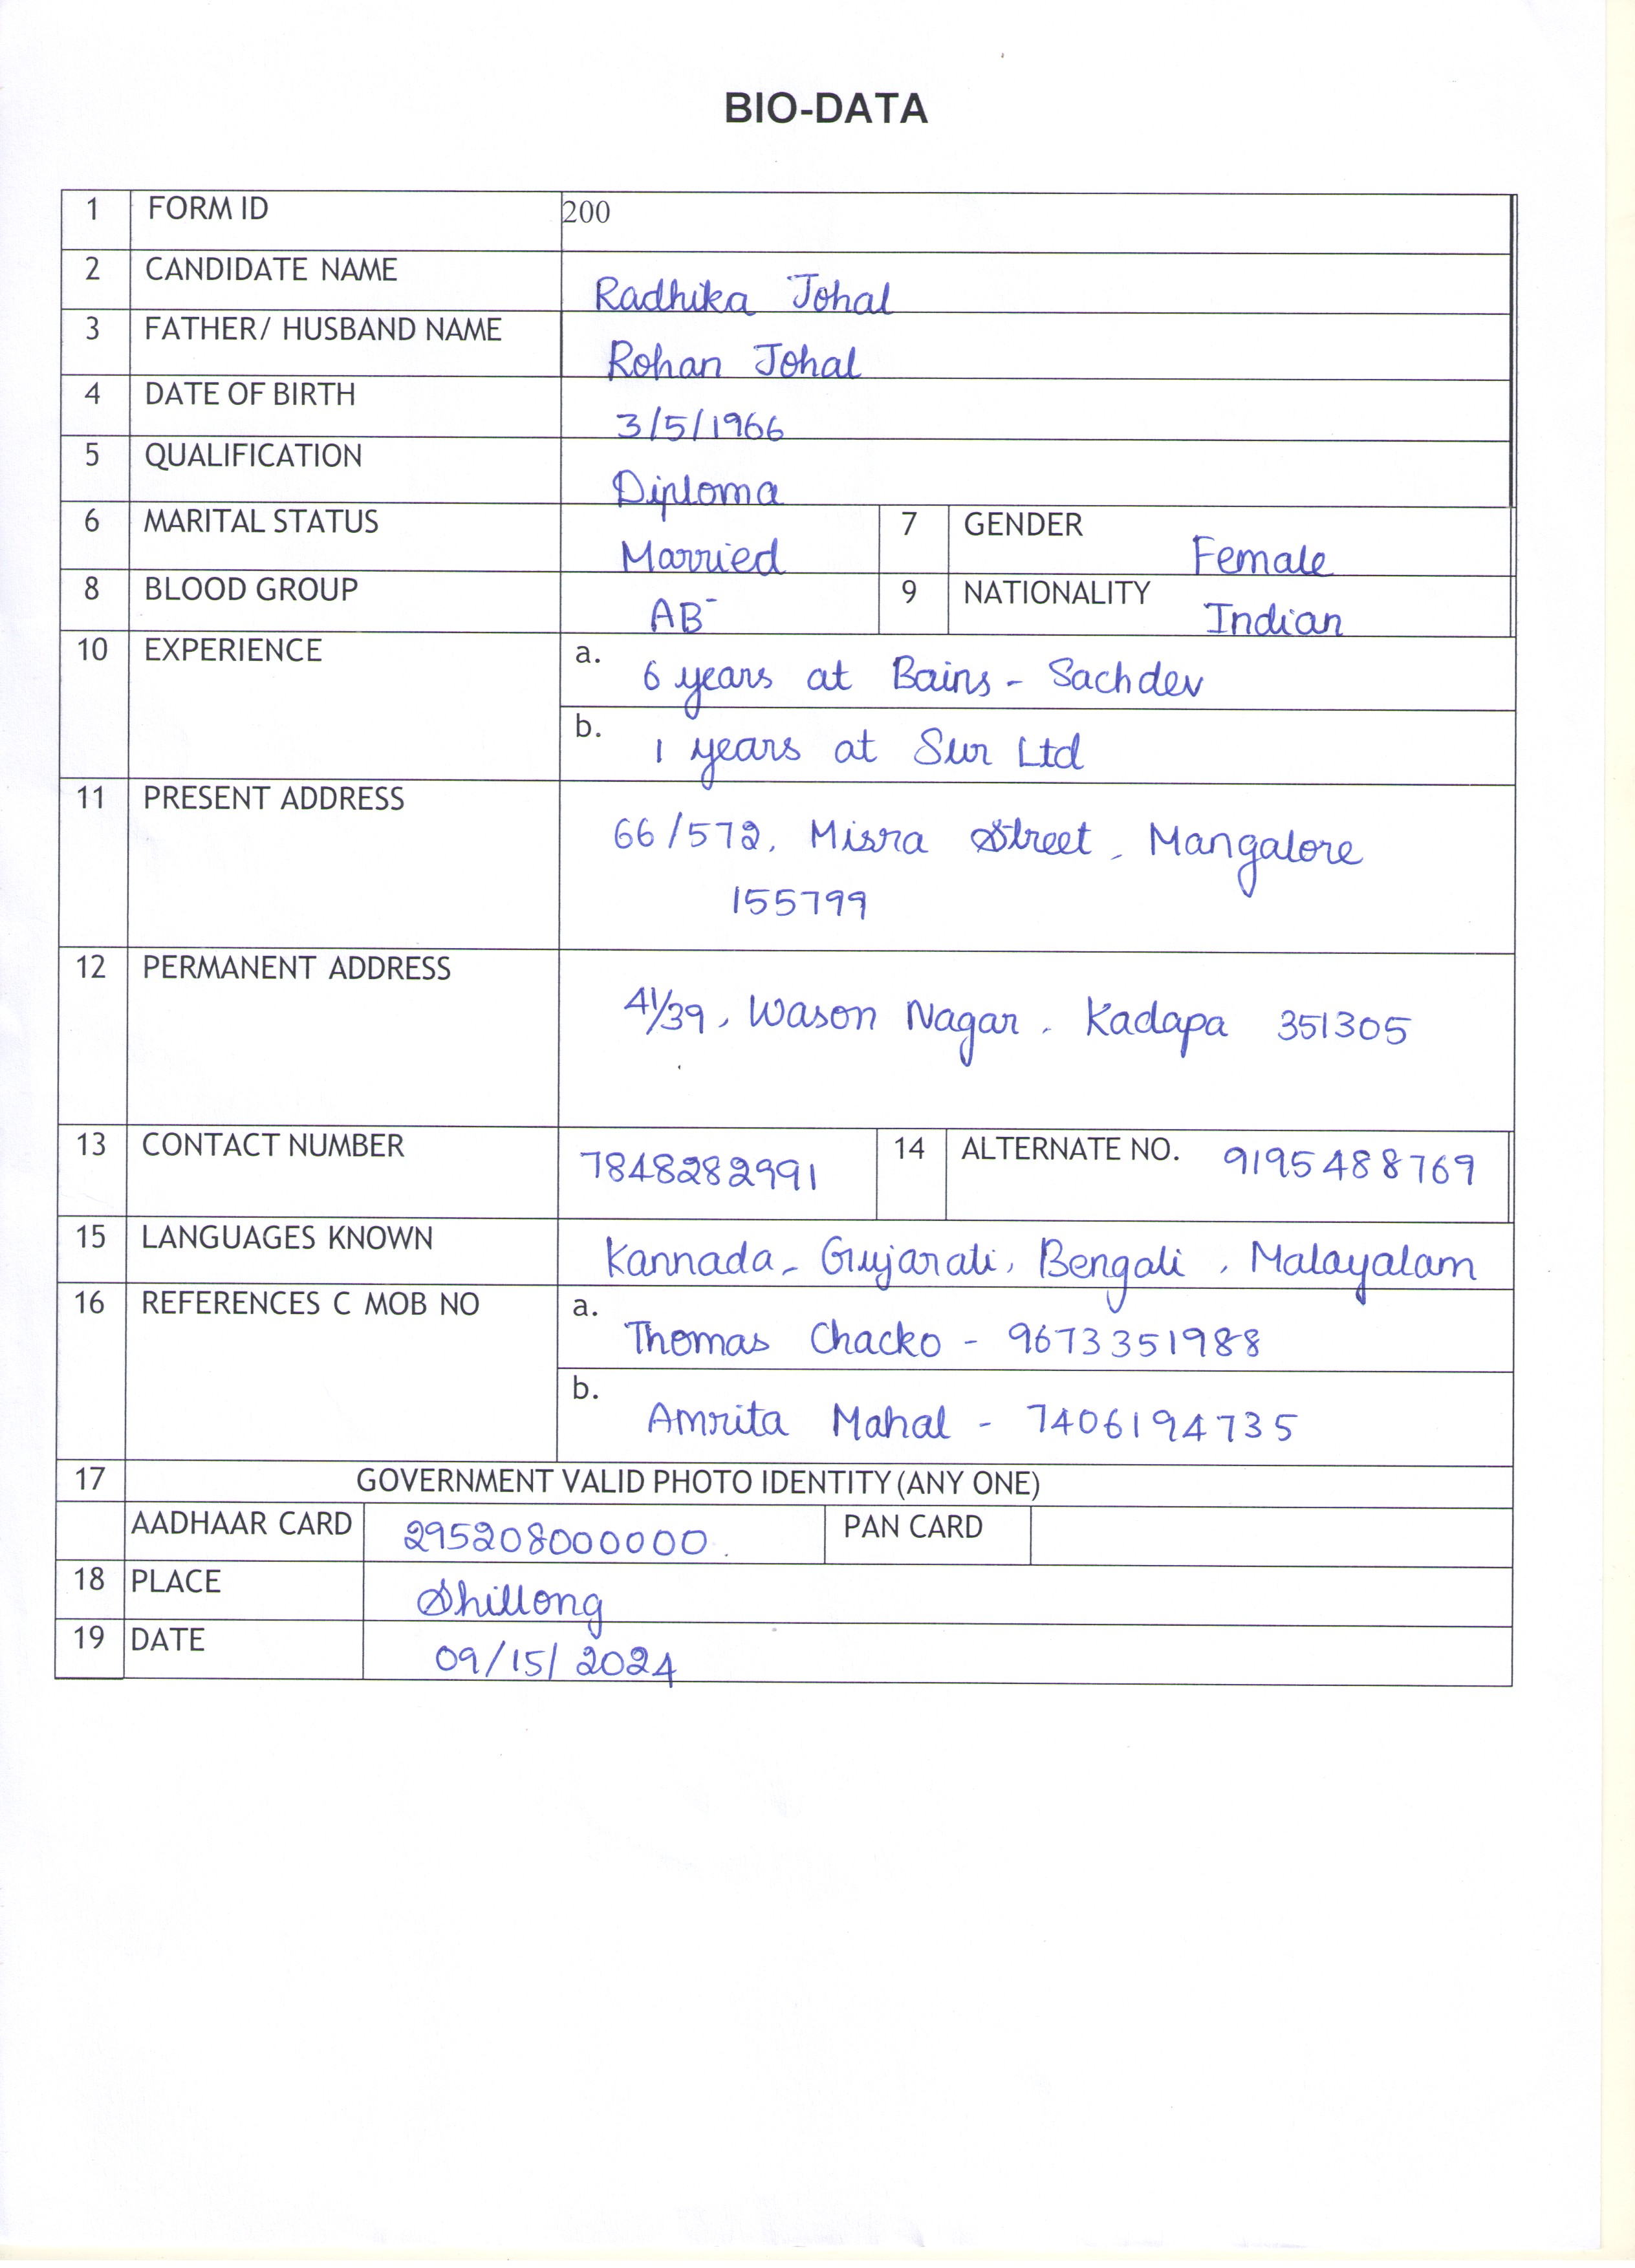 BIO-DATA
1 FORM ID 200
2 CANDIDATE NAME Radhika Johal
3 FATHER/ HUSBAND NAME Rohan Johal
4 DATE OF BIRTH 3/5/1966
5 QUALIFICATION Diploma
6 MARITAL STATUS Married 7 GENDER Female
8 BLOOD GROUP AB- 9 NATIONALITY Indian
10 EXPERIENCE a. 6 years at Bains - Sachdev
b. 1 years at Sur Ltd
11 PRESENT ADDRESS 66/572, Misra Street, Mangalore
155799
12 PERMANENT ADDRESS 41/39, Wason Nagar, Kadapa 351305
13 CONTACT NUMBER 7848282991 14 ALTERNATE NO. 9195488769
15 LANGUAGES KNOWN Kannada, Gujarati, Bengali, Malayalam
16 REFERENCES C MOB NO a. Thomas Chacko - 9673351988
b. Amrita Mahal - 7406194735
17 GOVERNMENT VALID PHOTO IDENTITY (ANY ONE)
AADHAAR CARD 295208000000. PAN CARD
18 PLACE Shillong
19 DATE 09/15/2024